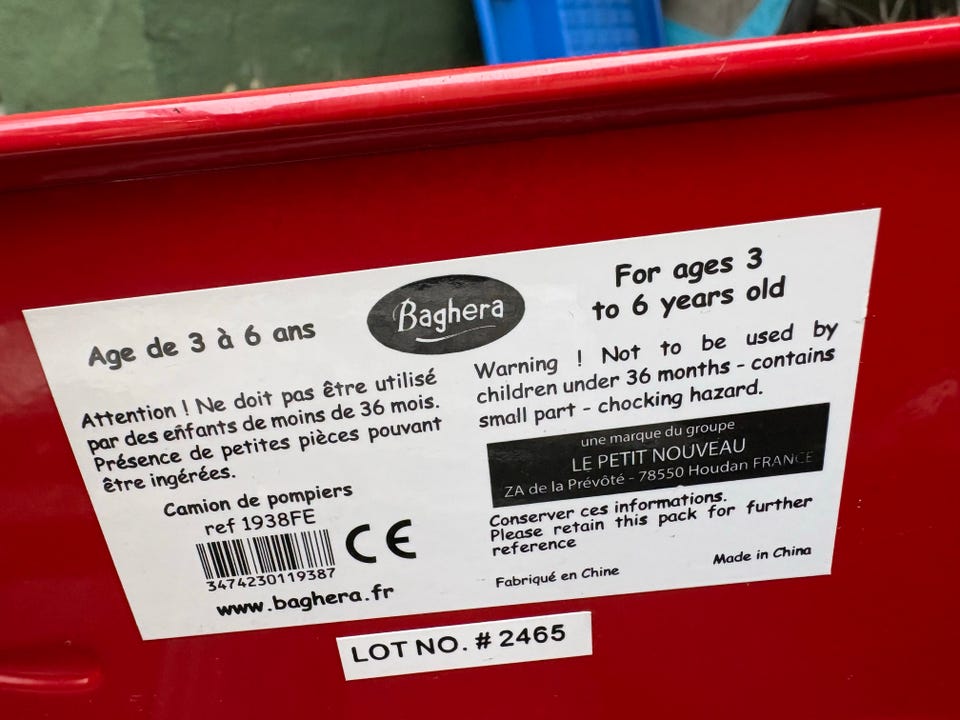 Age de 3 à 6 ans
Baghera
For ages 3
to 6 years old
Attention ! Ne doit pas être utilisé
par des enfants de moins de 36 mois.
Présence de petites pièces pouvant
être ingérées.
Camion de pompiers
ref 1938FE
3474230119387
CE
www.baghera.fr
Warning ! Not to be used by
children under 36 months - contains
small part - chocking hazard.
une marque du groupe
LE PETIT NOUVEAU
ZA de la Prévôté - 78550 Houdan FRANCE
Conserver ces informations.
Please retain this pack for further
reference
Fabriqué en Chine
Made in China
LOT NO. # 2465